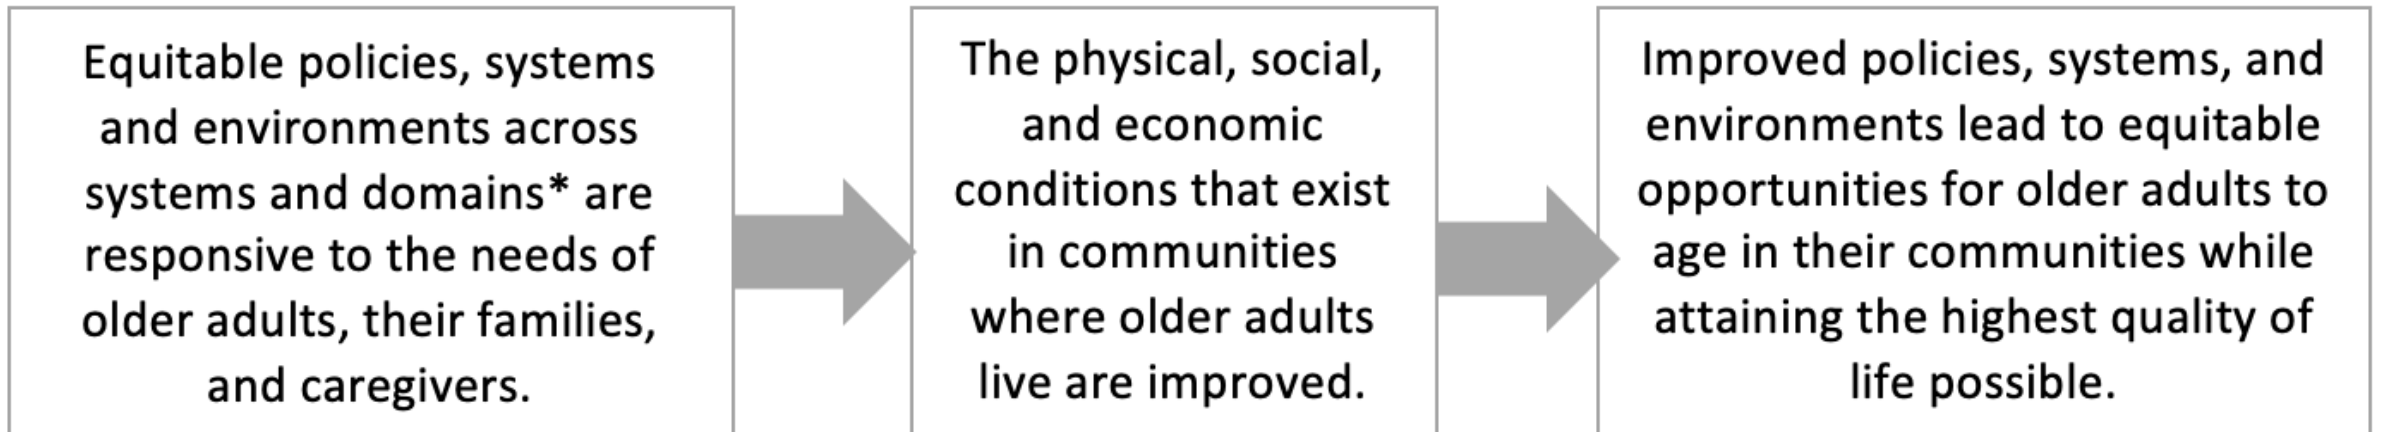 Equitable policies, systems
and environments across
systems and domains* are
responsive to the needs of
older adults, their families,
and caregivers.
The physical, social,
and economic
conditions that exist
in communities
where older adults
live are improved.
Improved policies, systems, and
environments lead to equitable
opportunities for older adults to
age in their communities while
attaining the highest quality of
life possible.